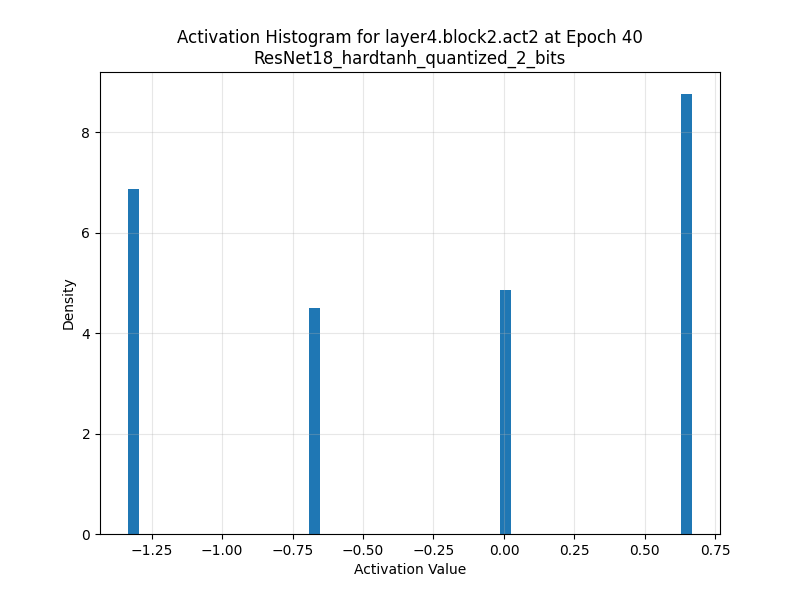 Activation Histogram for layer4.block2.act2 at Epoch 40
ResNet18_hardtanh_quantized_2_bits
Density
8
6
4
2
0
−1.25 −1.00 −0.75 −0.50 −0.25 0.00 0.25 0.50 0.75
Activation Value